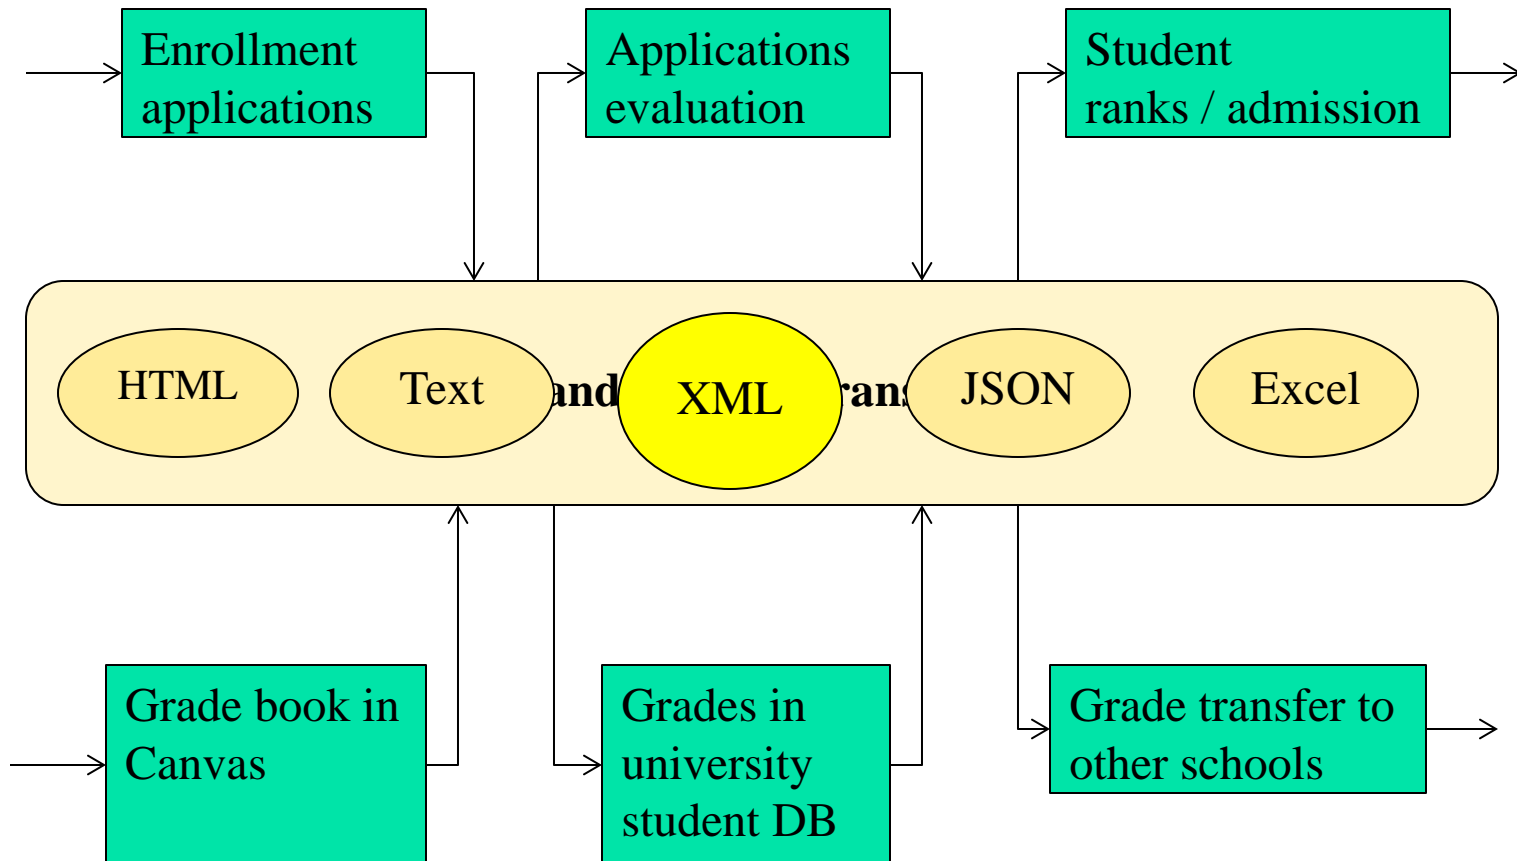 Enrollment
applications
Applications
evaluation
Student
ranks / admission
HTML
Text
XML
JSON
Excel
Grade book in
Canvas
Grades in
university
student DB
Grade transfer to
other schools